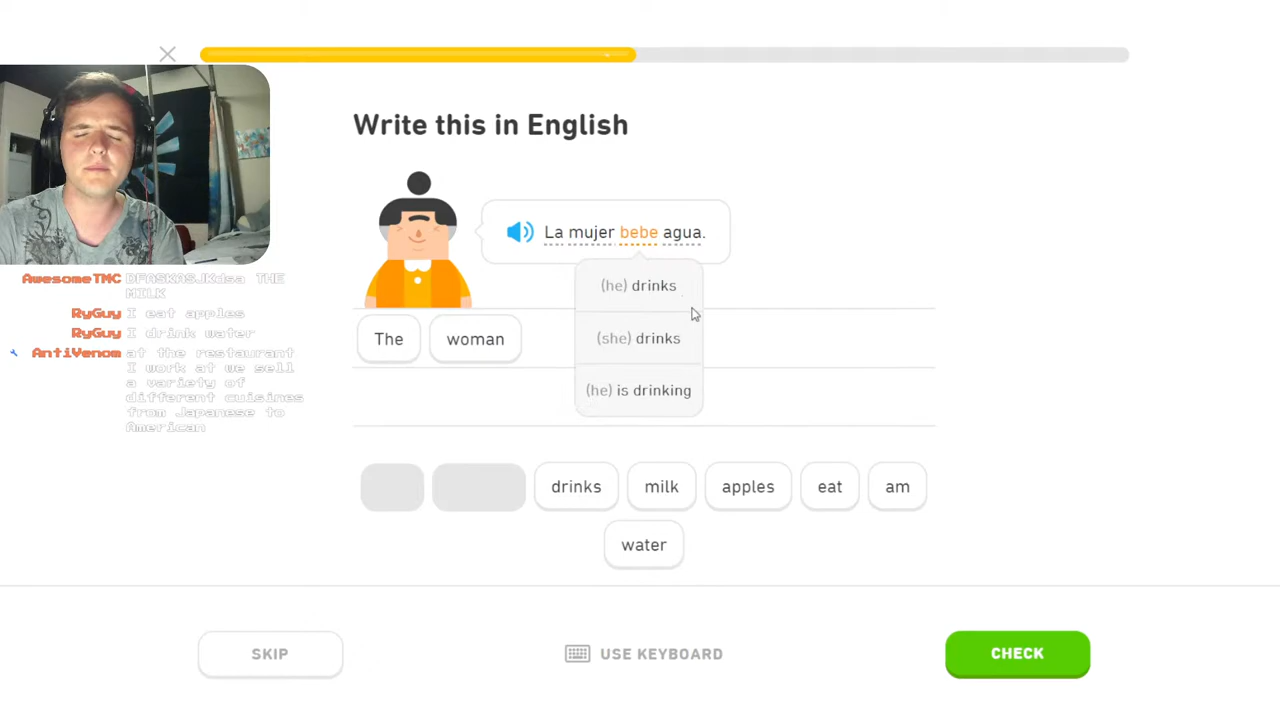 Write this in English
La mujer bebe agua.
(he) drinks
(she) drinks
(he) is drinking
The woman
drinks milk apples eat am
water
SKIP
USE KEYBOARD
CHECK
AwesomeTMC DFASKASJKdsa THE
MILK
RyGuy I eat apples
RyGuy I drink water
AntiVenom at the restaurant
I work at we sell
a variety of
different cuisines
from Japanese to
American